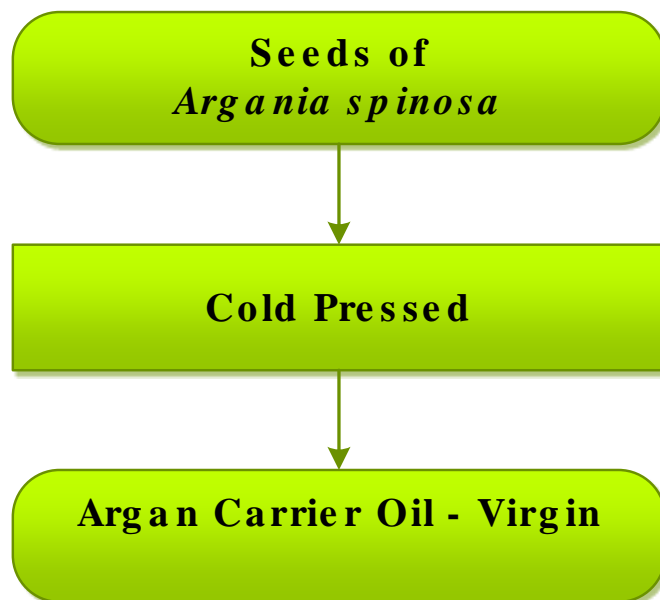 Seeds of
Argania spinosa
Cold Pressed
Argan Carrier Oil - Virgin